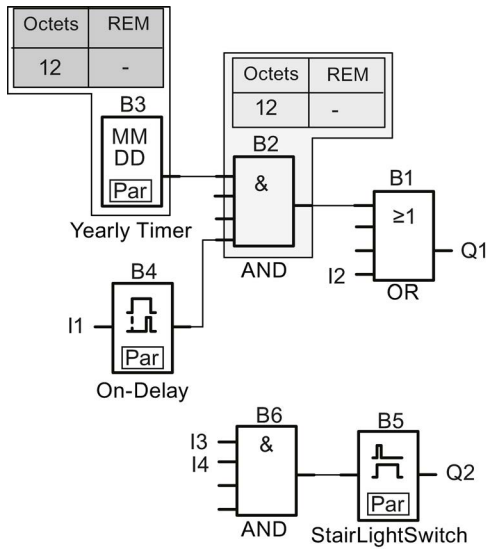 Octets REM
12 -
Octets REM
12 -
B3
MM
DD
Par
Yearly Timer
B2
&
AND
B1
≥1
I2
Q1
OR
B4
I1
Par
On-Delay
B6
I3
&
I4
AND
B5
Q2
Par
StairLightSwitch